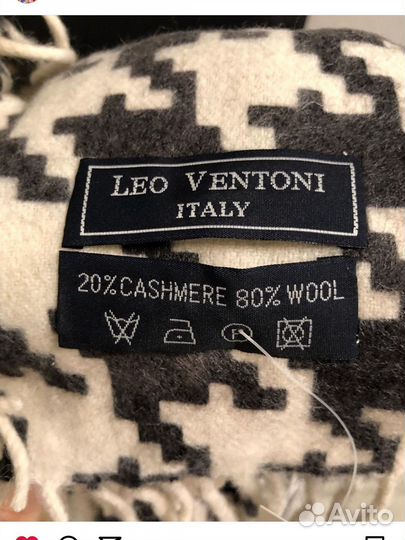 LEO VENTONI
ITALY
20%CASHMERE 80% WOOL
P
Avito